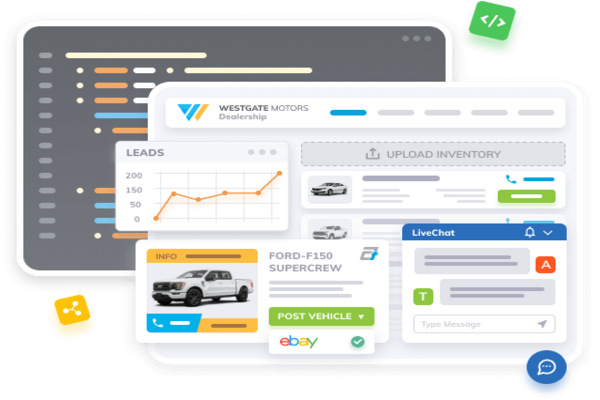 </>
WESTGATE MOTORS
Dealership
LEADS
200
150
50
0
UPLOAD INVENTORY
LiveChat
A
T
Type Message
INFO
FORD-F150
SUPERCREW
POST VEHICLE
ebay